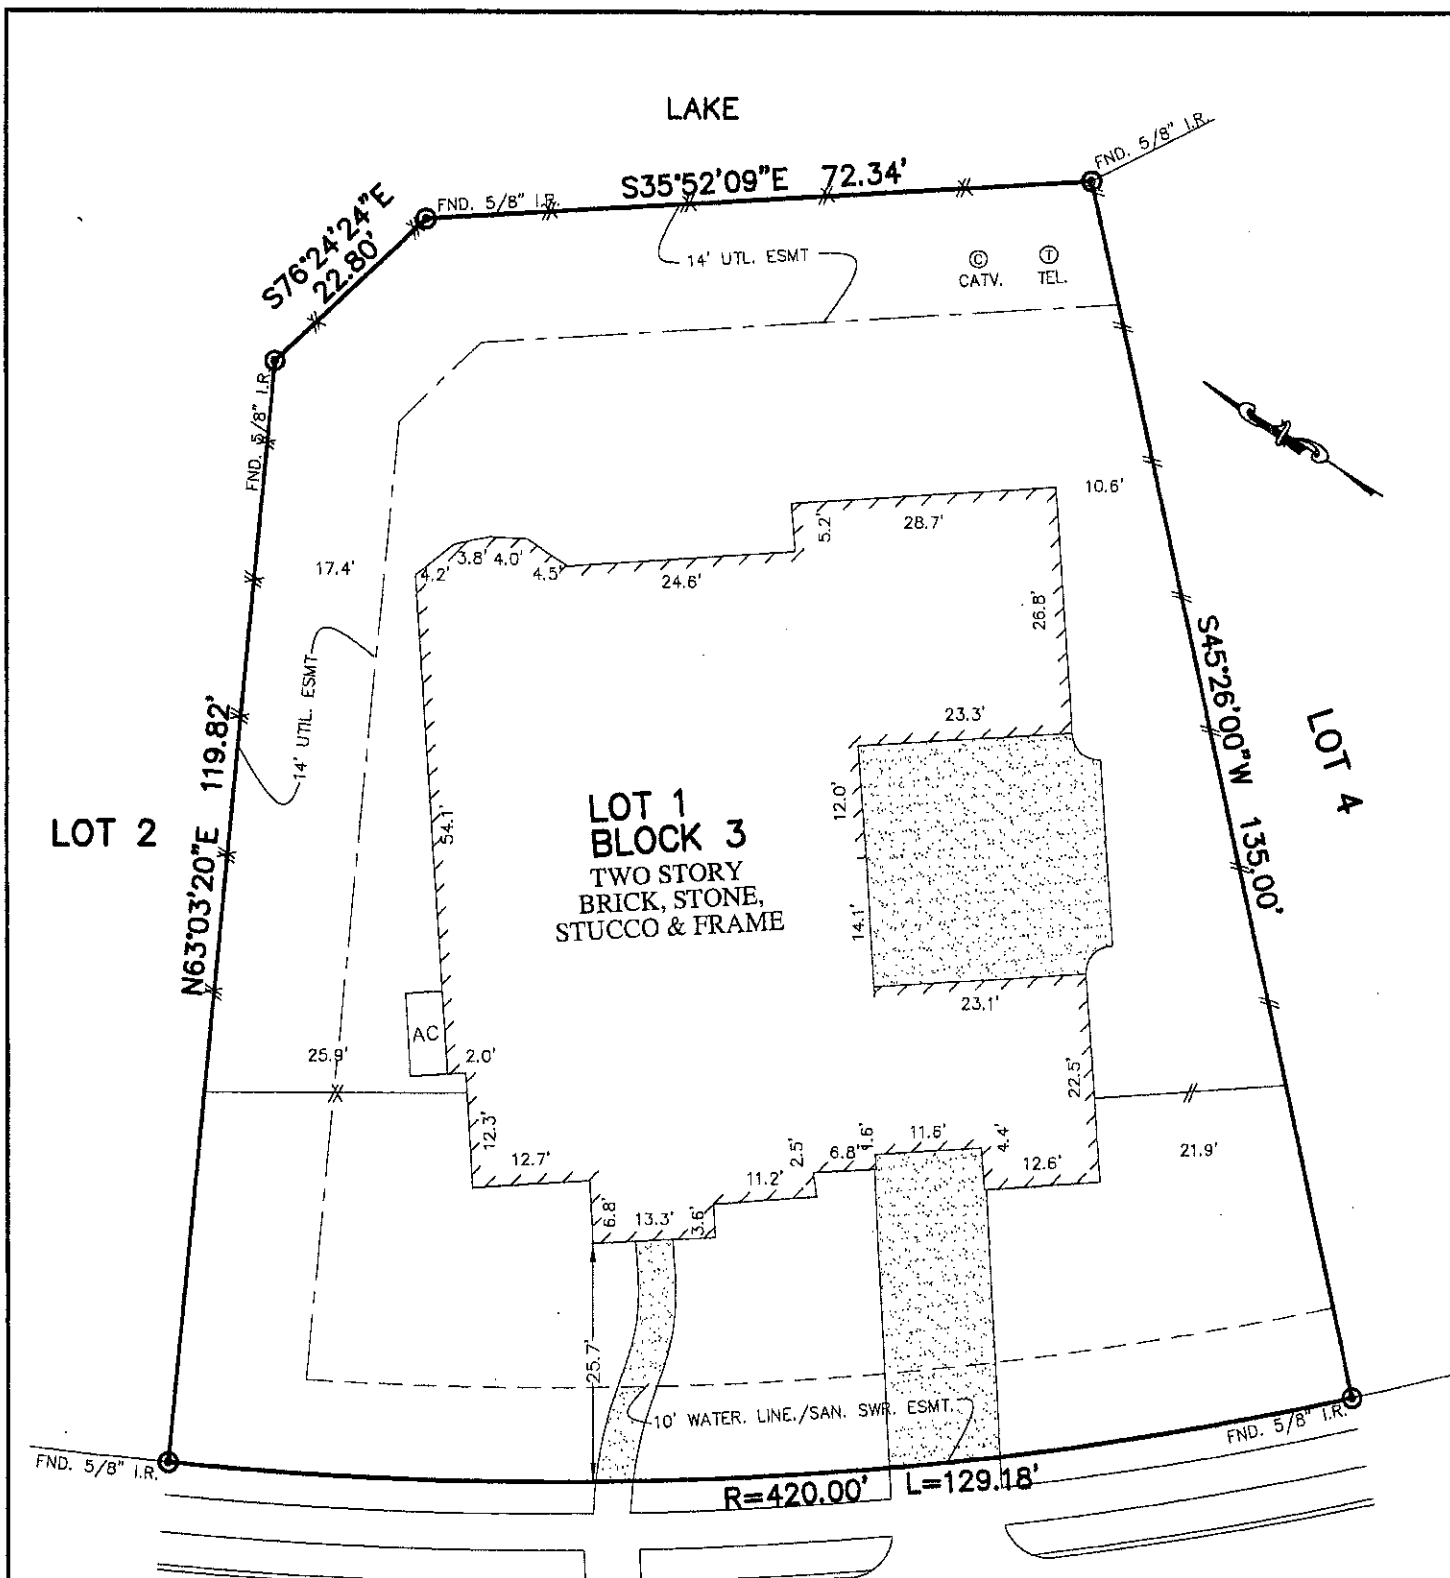 LAKE
FND. 5/8" I.R.
S35°52'09"E 72.34'
S76°24'24"E
22.80'
FND. 5/8" I.R.
14' UTL. ESMT
C
CATV.
T
TEL.
FND. 5/8" I.R.
10.6'
28.7'
5.2'
3.8'
4.0'
4.2'
4.5'
24.6'
17.4'
26.8'
14' UTIL. ESMT
S45°26'00"W 135.00'
23.3'
LOT 4
N63°03'20"E 119.82'
LOT 2
54.1'
12.0'
LOT 1
BLOCK 3
TWO STORY
BRICK, STONE,
STUCCO & FRAME
14.1'
23.1'
AC
25.9'
2.0'
22.5'
12.3'
12.7'
2.5'
6.8'
1.6'
11.6'
4.4'
12.6'
21.9'
11.2'
6.8'
13.3'
3.6'
25.7'
10' WATER. LINE./SAN. SWR. ESMT.
FND. 5/8" I.R.
FND. 5/8" I.R.
R=420.00' L=129.18'